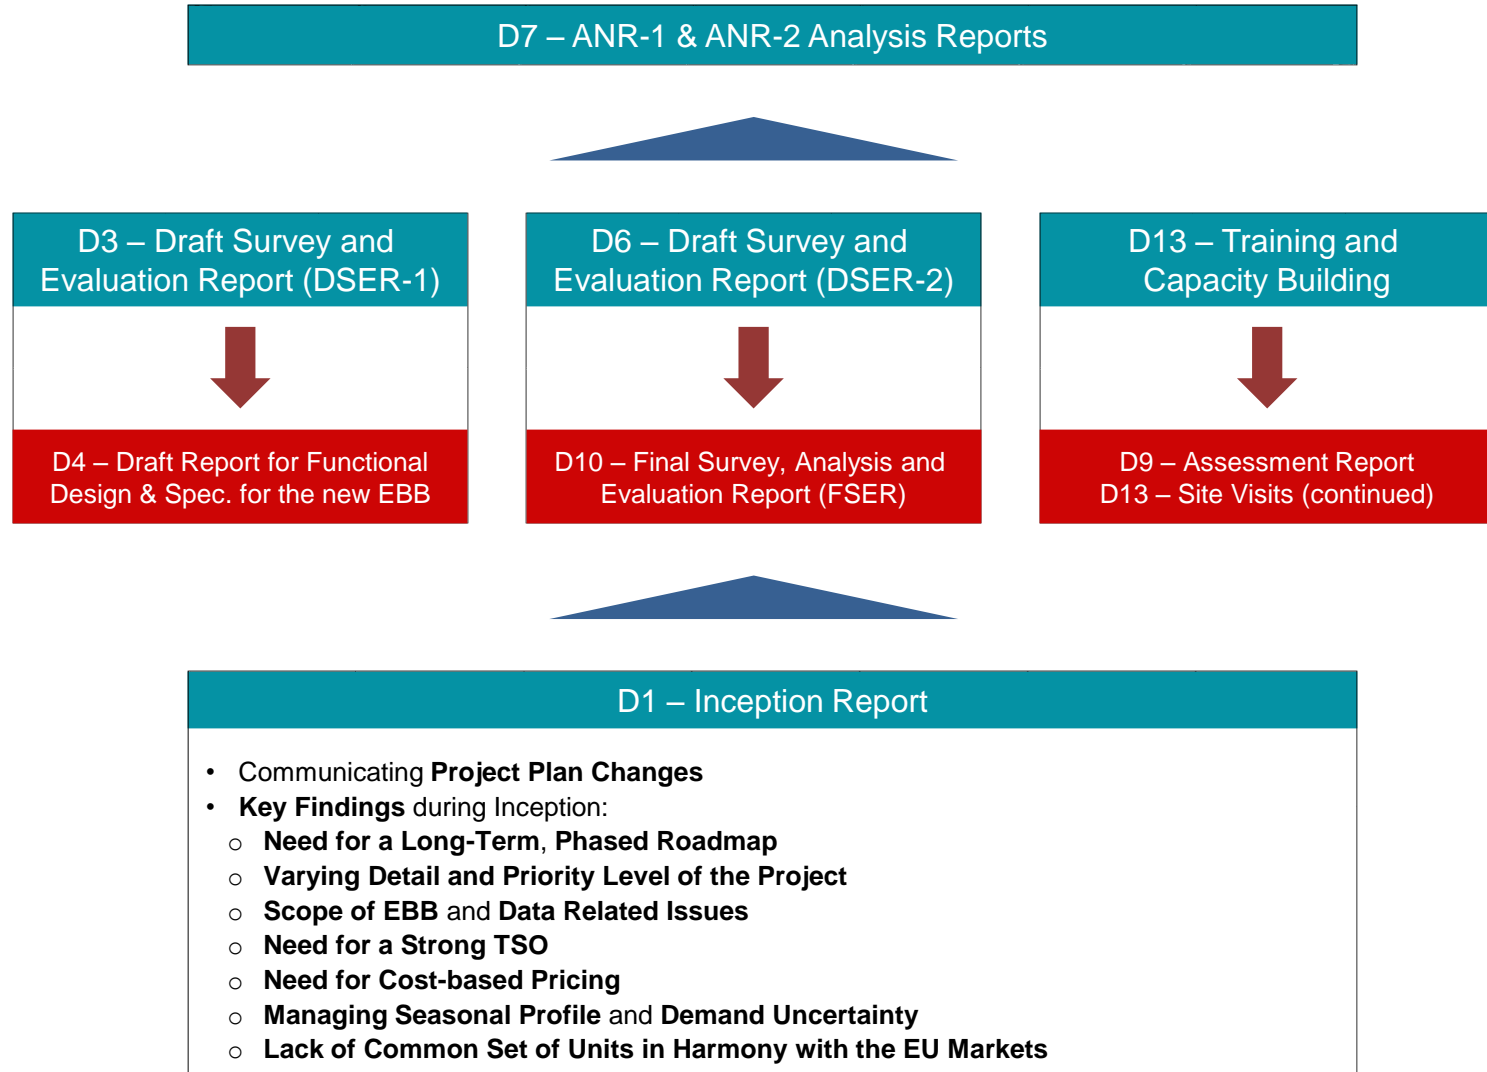 D7 – ANR-1 & ANR-2 Analysis Reports
D3 – Draft Survey and
Evaluation Report (DSER-1)
D4 – Draft Report for Functional
Design & Spec. for the new EBB
D6 – Draft Survey and
Evaluation Report (DSER-2)
D10 – Final Survey, Analysis and
Evaluation Report (FSER)
D13 – Training and
Capacity Building
D9 – Assessment Report
D13 – Site Visits (continued)
D1 – Inception Report
• Communicating Project Plan Changes
• Key Findings during Inception:
o Need for a Long-Term, Phased Roadmap
o Varying Detail and Priority Level of the Project
o Scope of EBB and Data Related Issues
o Need for a Strong TSO
o Need for Cost-based Pricing
o Managing Seasonal Profile and Demand Uncertainty
o Lack of Common Set of Units in Harmony with the EU Markets